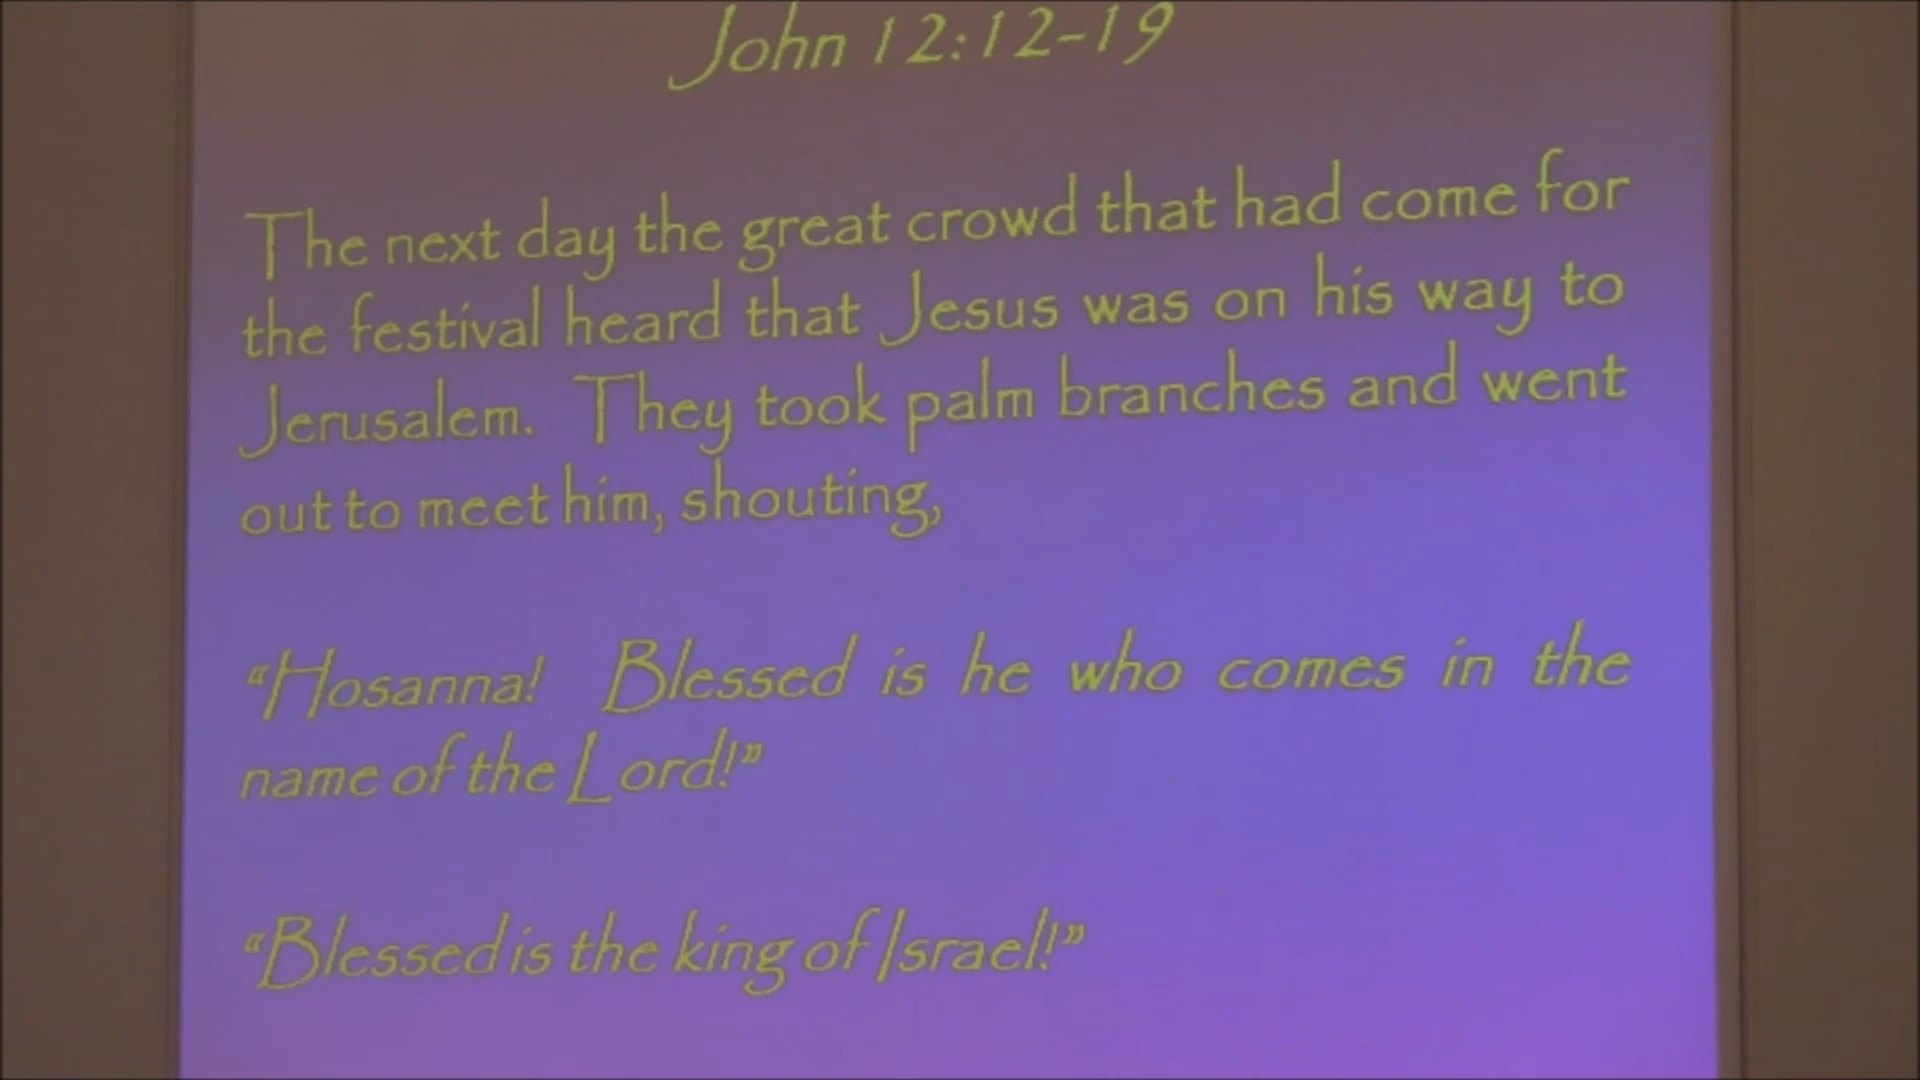 John 12:12-19
The next day the great crowd that had come for
the festival heard that Jesus was on his way to
Jerusalem. They took palm branches and went
out to meet him, shouting,
“Hosanna! Blessed is he who comes in the
name of the Lord!”
“Blessed is the king of Israel!”